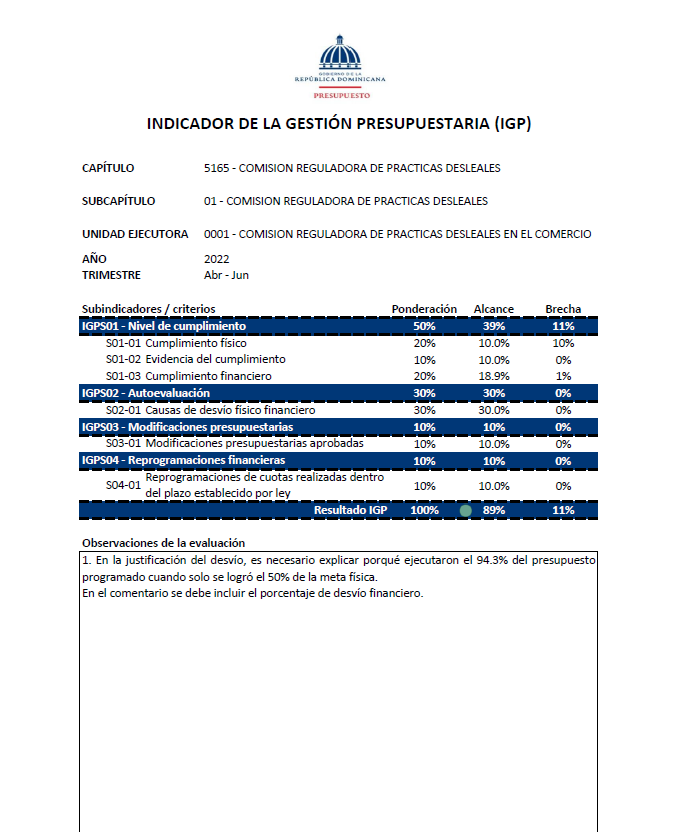 GOBIERNO DE LA
REPÚBLICA DOMINICANA
PRESUPUESTO
INDICADOR DE LA GESTIÓN PRESUPUESTARIA (IGP)
CAPÍTULO 5165 - COMISION REGULADORA DE PRACTICAS DESLEALES
SUBCAPÍTULO 01 - COMISION REGULADORA DE PRACTICAS DESLEALES
UNIDAD EJECUTORA 0001 - COMISION REGULADORA DE PRACTICAS DESLEALES EN EL COMERCIO
AÑO 2022
TRIMESTRE Abr - Jun
Subindicadores / criterios Ponderación Alcance Brecha
IGPS01 - Nivel de cumplimiento 50% 39% 11%
S01-01 Cumplimiento físico 20% 10.0% 10%
S01-02 Evidencia del cumplimiento 10% 10.0% 0%
S01-03 Cumplimiento financiero 20% 18.9% 1%
IGPS02 - Autoevaluación 30% 30% 0%
S02-01 Causas de desvío físico financiero 30% 30.0% 0%
IGPS03 - Modificaciones presupuestarias 10% 10% 0%
S03-01 Modificaciones presupuestarias aprobadas 10% 10.0% 0%
IGPS04 - Reprogramaciones financieras 10% 10% 0%
S04-01 Reprogramaciones de cuotas realizadas dentro
del plazo establecido por ley 10% 10.0% 0%
Resultado IGP 100% 89% 11%
Observaciones de la evaluación
1. En la justificación del desvío, es necesario explicar porqué ejecutaron el 94.3% del presupuesto
programado cuando solo se logró el 50% de la meta física.
En el comentario se debe incluir el porcentaje de desvío financiero.